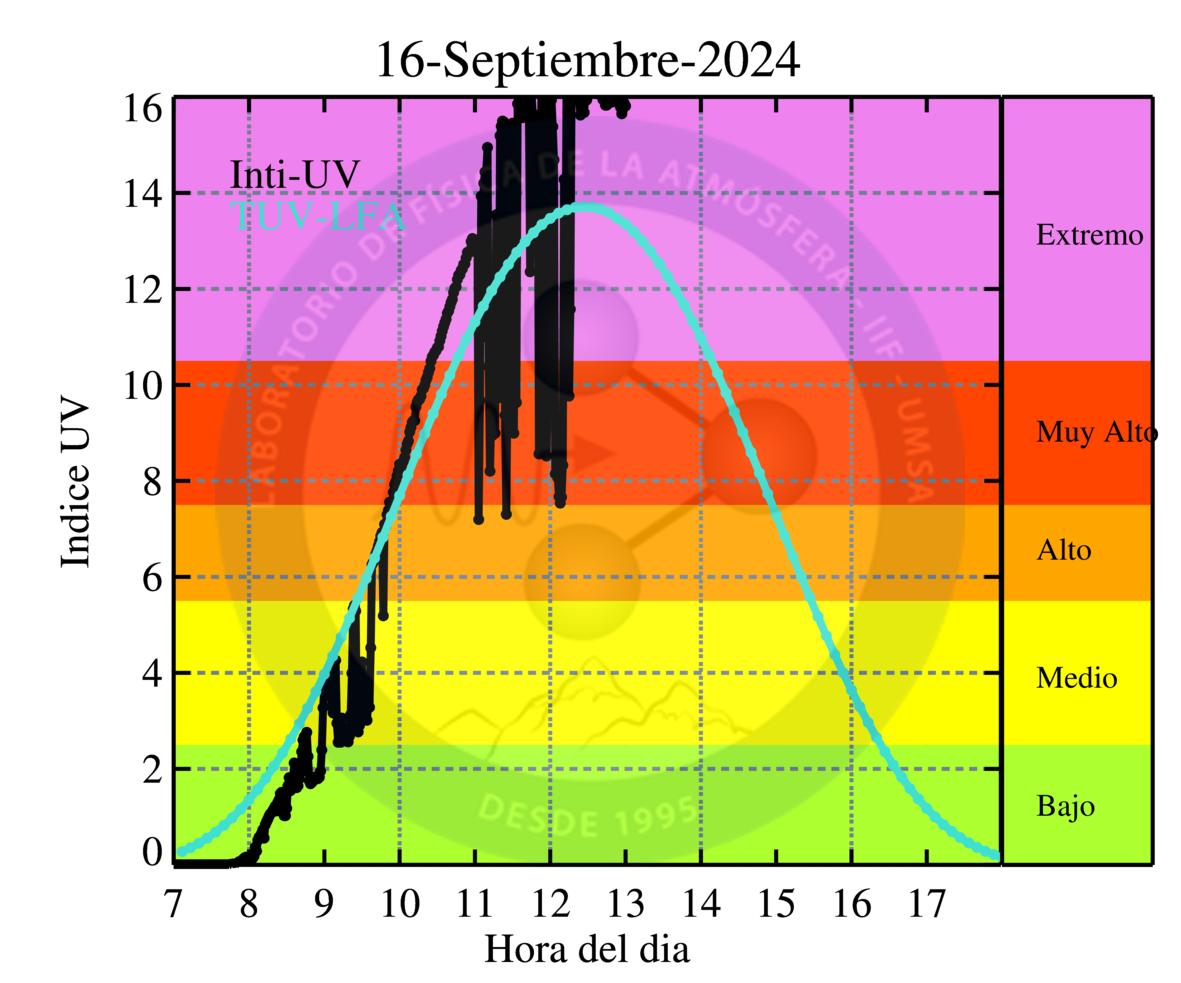 16-Septiembre-2024
Indice UV
16
14
12
10
8
6
4
2
0
Inti-UV
TUV-LFA
LABORATORIO DE FÍSICA DE LA ATMÓSFERA - IIF - UMSA
DESDE 1995
Extremo
Muy Alto
Alto
Medio
Bajo
7 8 9 10 11 12 13 14 15 16 17
Hora del dia